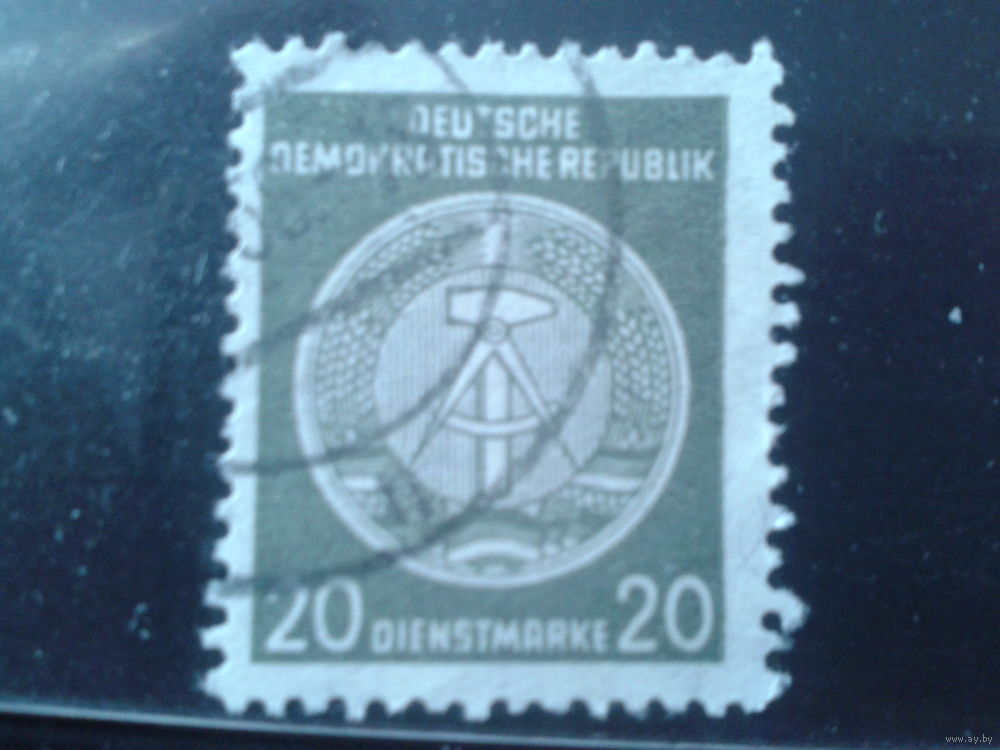 DEUTSCHE
DEMOKRATISCHE REPUBLIK
20 DIENSTMARKE 20
www.ay.by